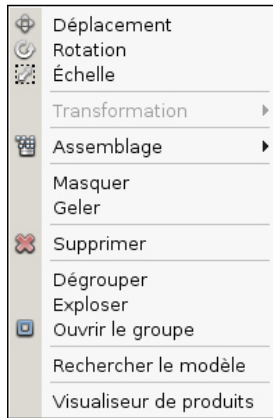 Déplacement
Rotation
Échelle
Transformation
Assemblage
Masquer
Geler
Supprimer
Dégrouper
Exploser
Ouvrir le groupe
Rechercher le modèle
Visualiseur de produits